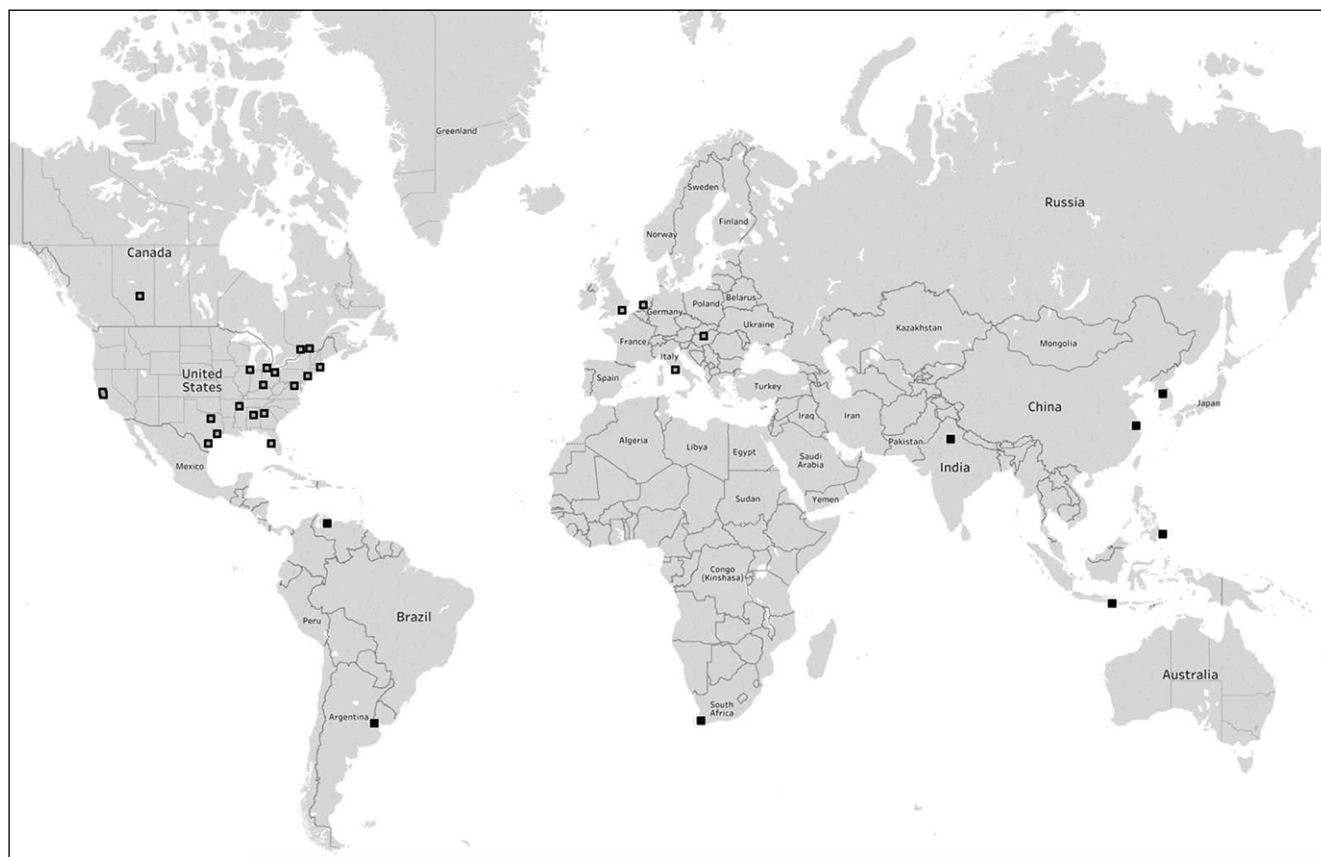 Greenland
Sweden
Russia
Finland
Norway
Canada
Poland
Belarus
Germany
Ukraine
Kazakhstan
France
Mongolia
Italy
United
States
Spain
Turkey
China
Japan
Iraq
Iran
Algeria
Libya
Egypt
Pakistan
Saudi
Arabia
India
Mexico
Sudan
Yemen
Congo
(Kinshasa)
Brazil
Peru
Australia
South
Africa
Argentina